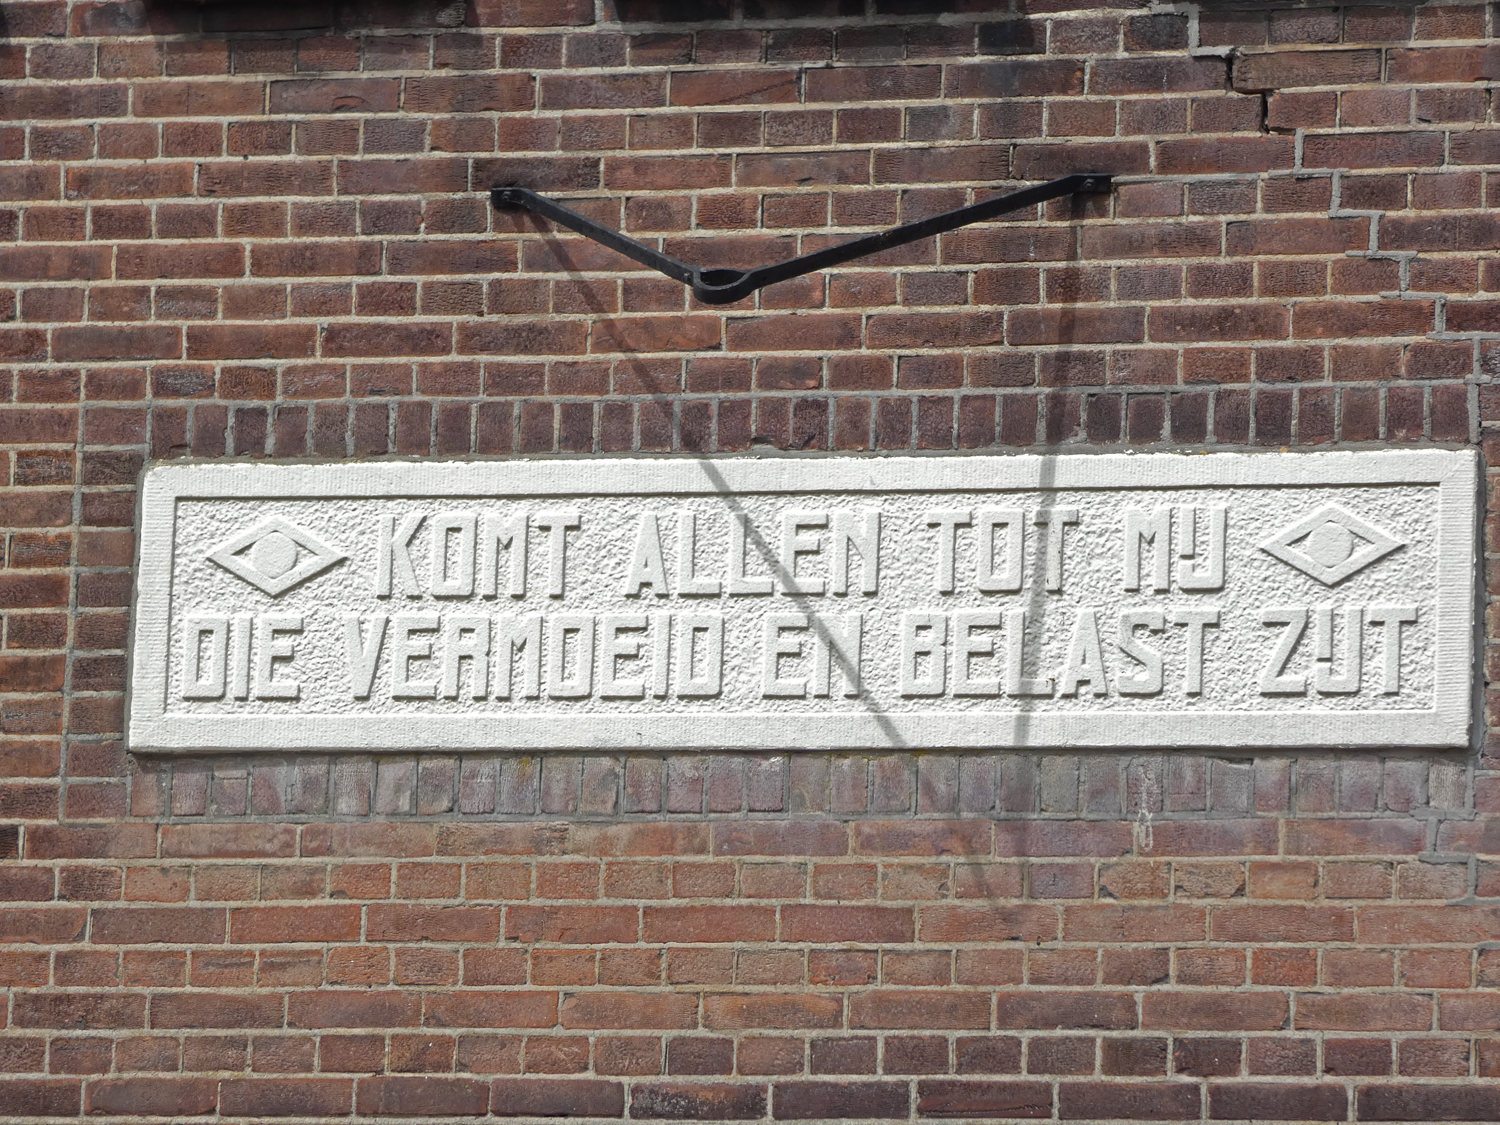 KOMT ALLEN TOT MIJ
DIE VERMOEID EN BELAST ZIJT